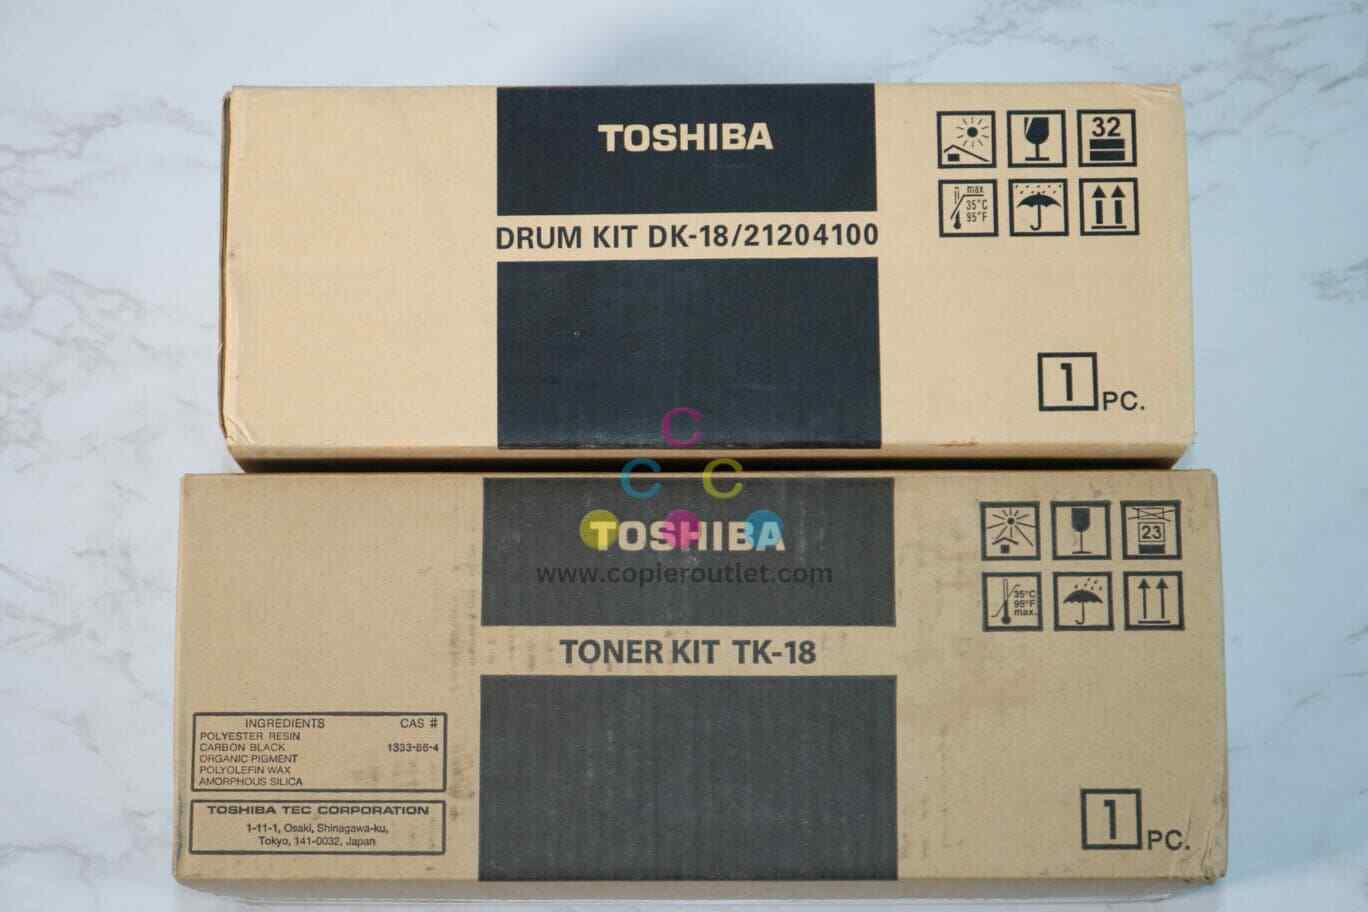 TOSHIBA
DRUM KIT DK-18/21204100
32
max
35°C
95°F
1 PC.
C
C C
TOSHIBA
www.copieroutlet.com
TONER KIT TK-18
23
35°C
95°F
max.
INGREDIENTS CAS #
POLYESTER RESIN
CARBON BLACK 1333-86-4
ORGANIC PIGMENT
POLYOLEFIN WAX
AMORPHOUS SILICA
TOSHIBA TEC CORPORATION
1-11-1, Osaki, Shinagawa-ku,
Tokyo, 141-0032, Japan
1 PC.